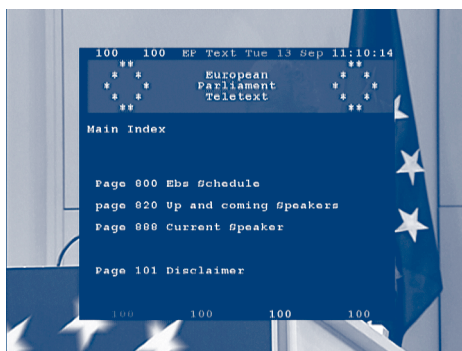 100 100 EP Text Tue 13 Sep 11:10:14
European
Parliament
Teletext
Main Index
Page 800 Ebs Schedule
page 820 Up and coming Speakers
Page 888 Current Speaker
Page 101 Disclaimer
100 100 100 100